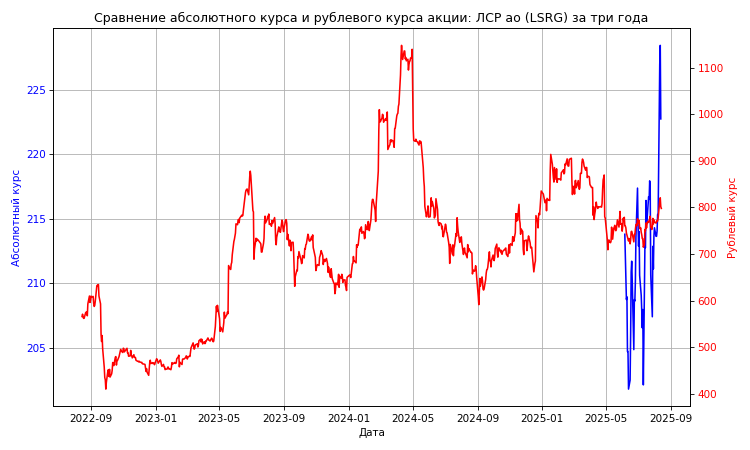 Сравнение абсолютного курса и рублевого курса акции: ЛСР ао (LSRG) за три года
Абсолютный курс
225
220
215
210
205
1100
1000
900
800
700
600
500
400
Рублевый курс
2022-09 2023-01 2023-05 2023-09 2024-01 2024-05 2024-09 2025-01 2025-05 2025-09
Дата